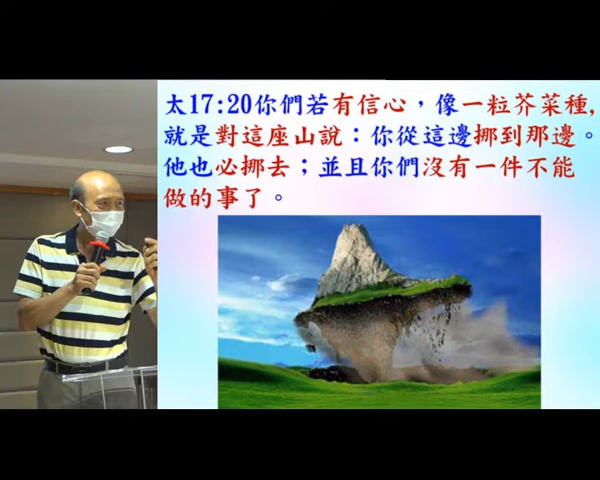 太17:20你們若有信心，像一粒芥菜種,
就是對這座山說：你從這邊挪到那邊。
他也必挪去；並且你們沒有一件不能
做的事了。